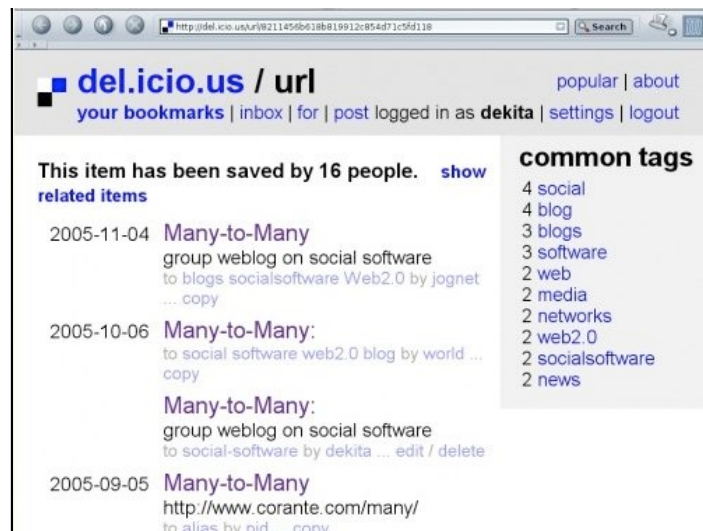 http://del.icio.us/url/8211456b618b819912c854d71c5fd118
Search
del.icio.us / url
popular | about
your bookmarks | inbox | for | post logged in as dekita | settings | logout
This item has been saved by 16 people. show
related items
2005-11-04 Many-to-Many
group weblog on social software
to blogs socialsoftware Web2.0 by jognet
... copy
2005-10-06 Many-to-Many:
to social software web2.0 blog by world ...
copy
Many-to-Many:
group weblog on social software
to social-software by dekita ... edit / delete
2005-09-05 Many-to-Many
http://www.corante.com/many/
to alias by pid ... copy
common tags
4 social
4 blog
3 blogs
3 software
2 web
2 media
2 networks
2 web2.0
2 socialsoftware
2 news